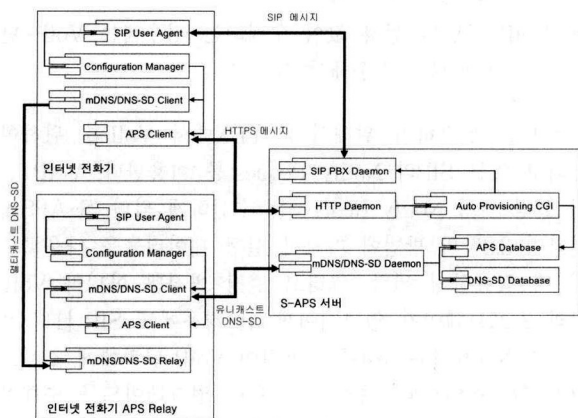 SIP 메시지
SIP User Agent
Configuration Manager
mDNS/DNS-SD Client
APS Client
인터넷 전화기
HTTPS 메시지
멀티캐스트 DNS-SD
SIP PBX Daemon
HTTP Daemon
Auto Provisioning CGI
APS Database
mDNS/DNS-SD Daemon
DNS-SD Database
S-APS 서버
SIP User Agent
Configuration Manager
mDNS/DNS-SD Client
유니캐스트
DNS-SD
APS Client
mDNS/DNS-SD Relay
인터넷 전화기 APS Relay